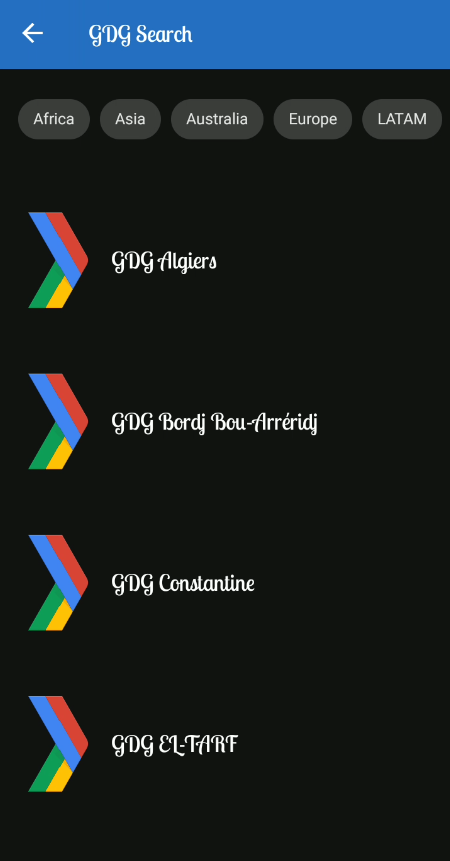 GDG Search
Africa Asia Australia Europe LATAM
GDG Algiers
GDG Bordj Bou-Arréridj
GDG Constantine
GDG EL-TARF